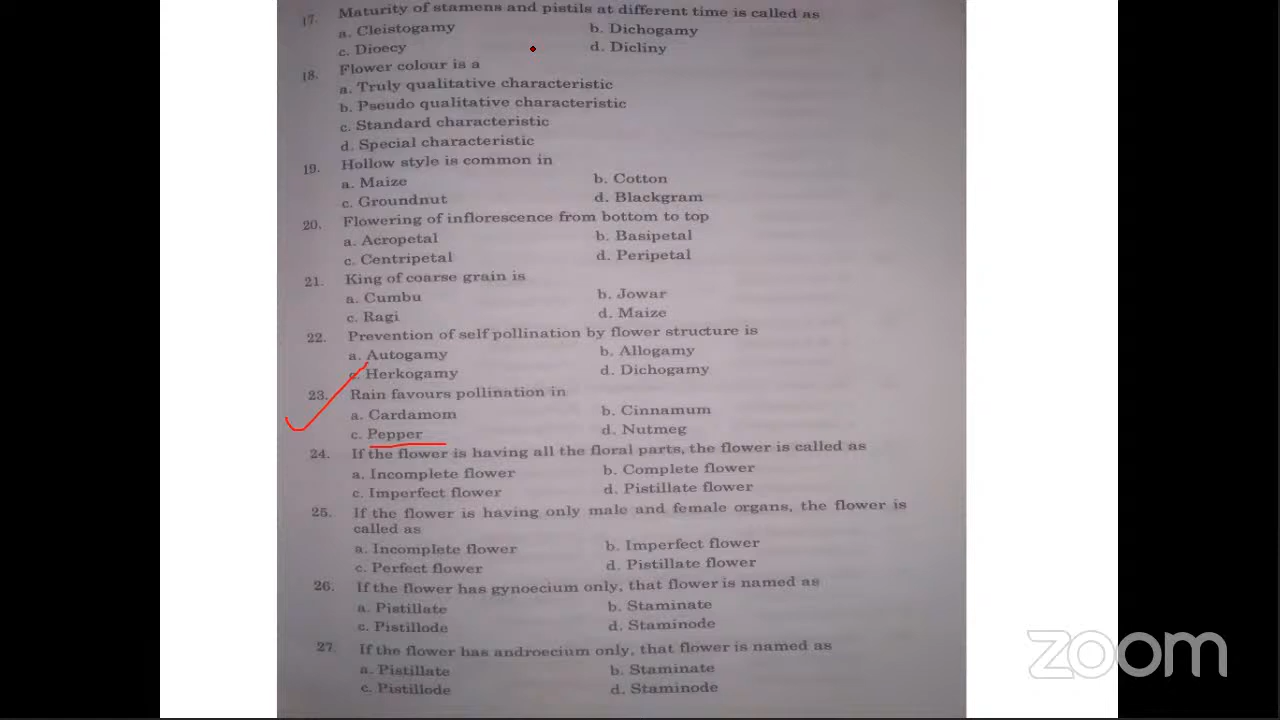 17. Maturity of stamens and pistils at different time is called as
a. Cleistogamy b. Dichogamy
c. Dioecy d. Dicliny
18. Flower colour is a
a. Truly qualitative characteristic
b. Pseudo qualitative characteristic
c. Standard characteristic
d. Special characteristic
19. Hollow style is common in
a. Maize b. Cotton
c. Groundnut d. Blackgram
20. Flowering of inflorescence from bottom to top
a. Acropetal b. Basipetal
c. Centripetal d. Peripetal
21. King of coarse grain is
a. Cumbu b. Jowar
c. Ragi d. Maize
22. Prevention of self pollination by flower structure is
a. Autogamy b. Allogamy
c. Herkogamy d. Dichogamy
23. Rain favours pollination in
a. Cardamom b. Cinnamum
c. Pepper d. Nutmeg
24. If the flower is having all the floral parts, the flower is called as
a. Incomplete flower b. Complete flower
c. Imperfect flower d. Pistillate flower
25. If the flower is having only male and female organs, the flower is
called as
a. Incomplete flower b. Imperfect flower
c. Perfect flower d. Pistillate flower
26. If the flower has gynoecium only, that flower is named as
a. Pistillate b. Staminate
c. Pistillode d. Staminode
27. If the flower has androecium only, that flower is named as
a. Pistillate b. Staminate
c. Pistillode d. Staminode
zoom